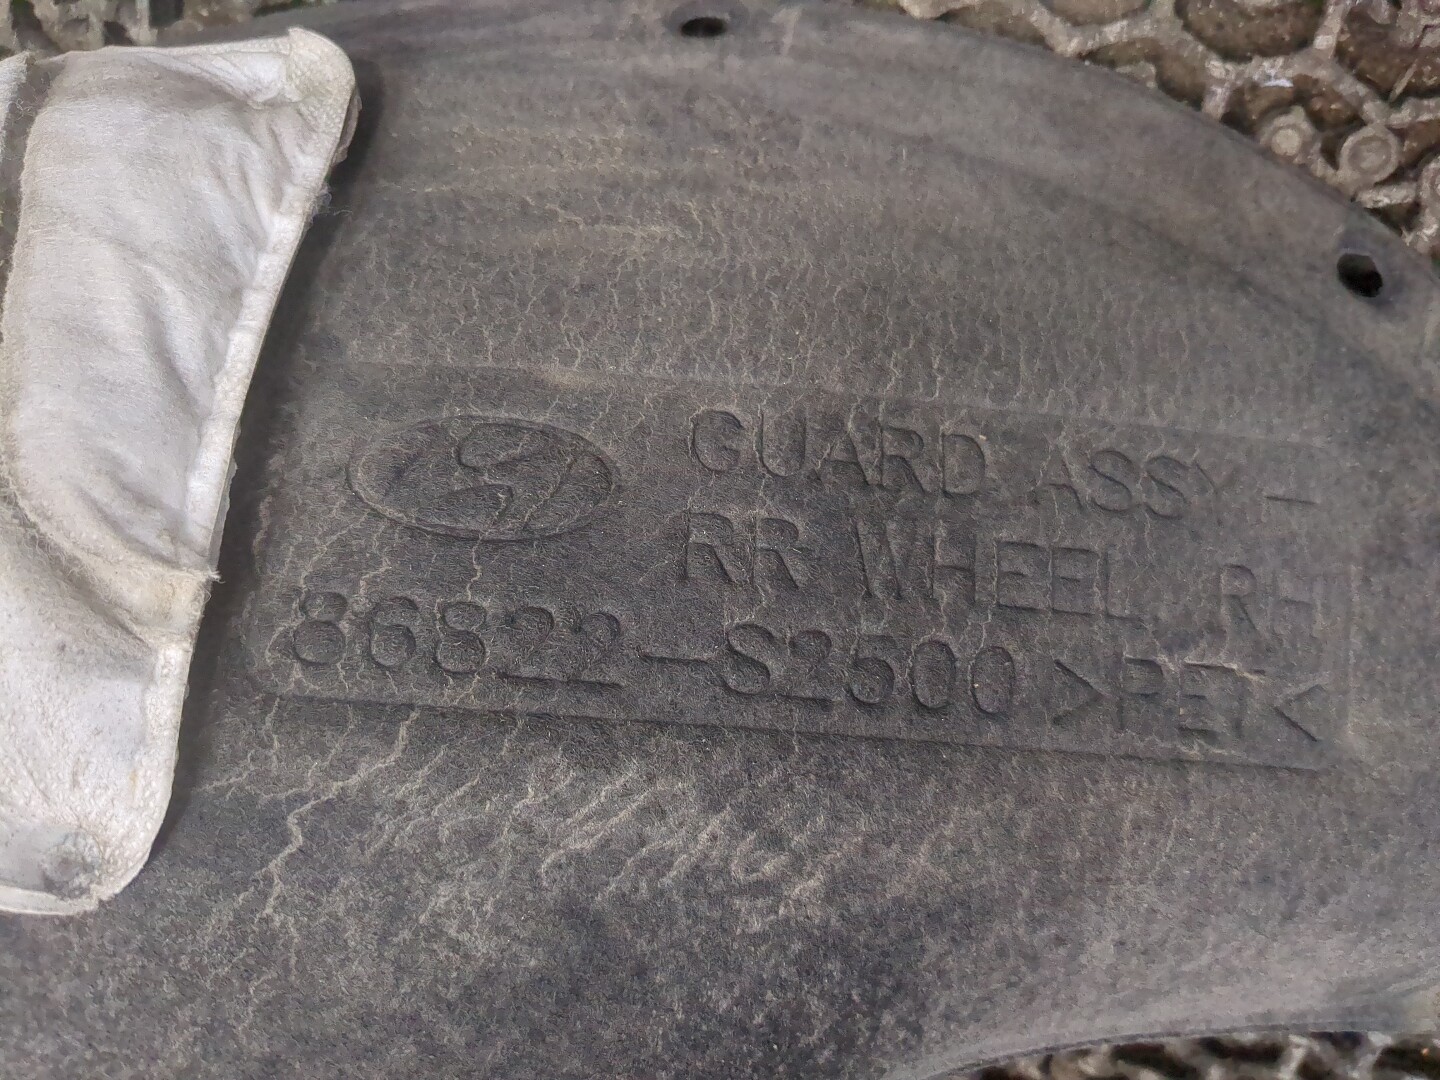 GUARD ASSY -
RR WHEEL, RH
86822-S2500 >PET<